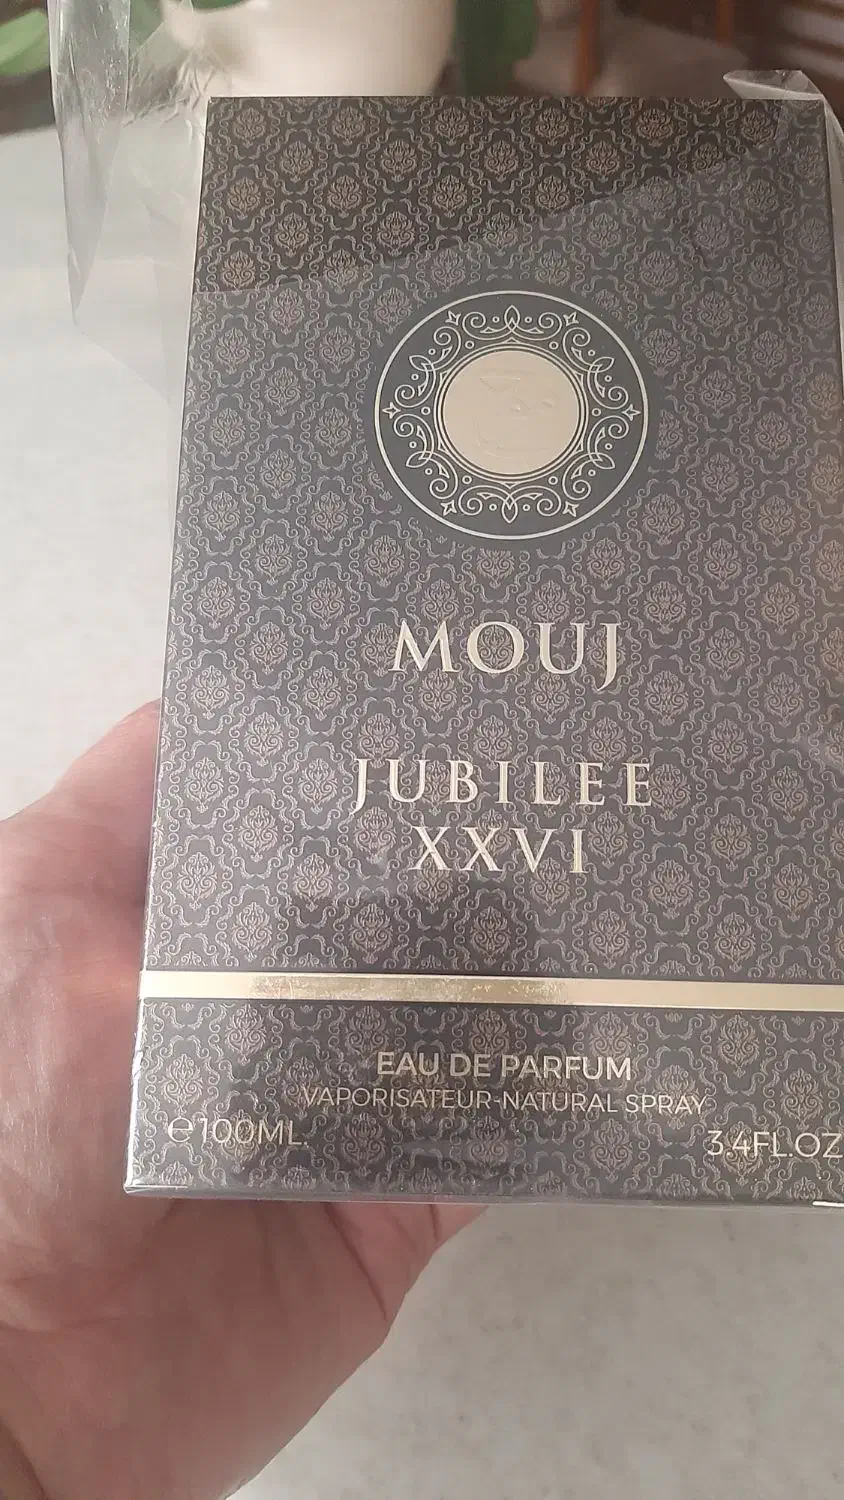 MOUJ
JUBILEE
XXVI
EAU DE PARFUM
VAPORISATEUR-NATURAL SPRAY
℮100ML. 3.4FL.OZ